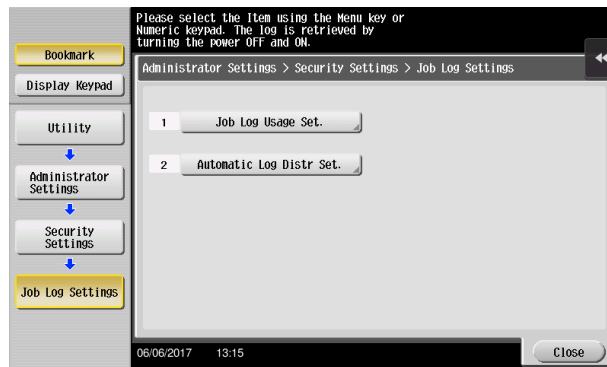 Please select the Item using the Menu key or
Numeric keypad. The log is retrieved by
turning the power OFF and ON.
Bookmark
Display Keypad
Administrator Settings > Security Settings > Job Log Settings
Utility
Administrator
Settings
Security
Settings
Job Log Settings
1 Job Log Usage Set.
2 Automatic Log Distr Set.
06/06/2017 13:15
Close